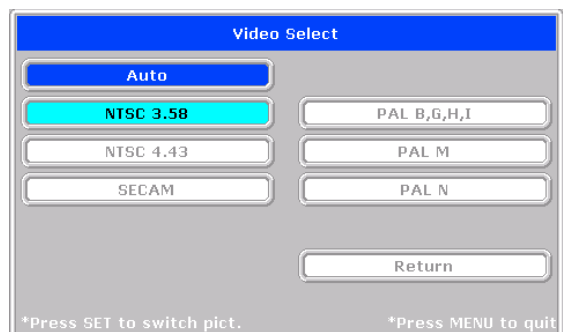 Video Select
Auto
NTSC 3.58
PAL B,G,H,I
NTSC 4.43
PAL M
SECAM
PAL N
Return
*Press SET to switch pict.
*Press MENU to quit